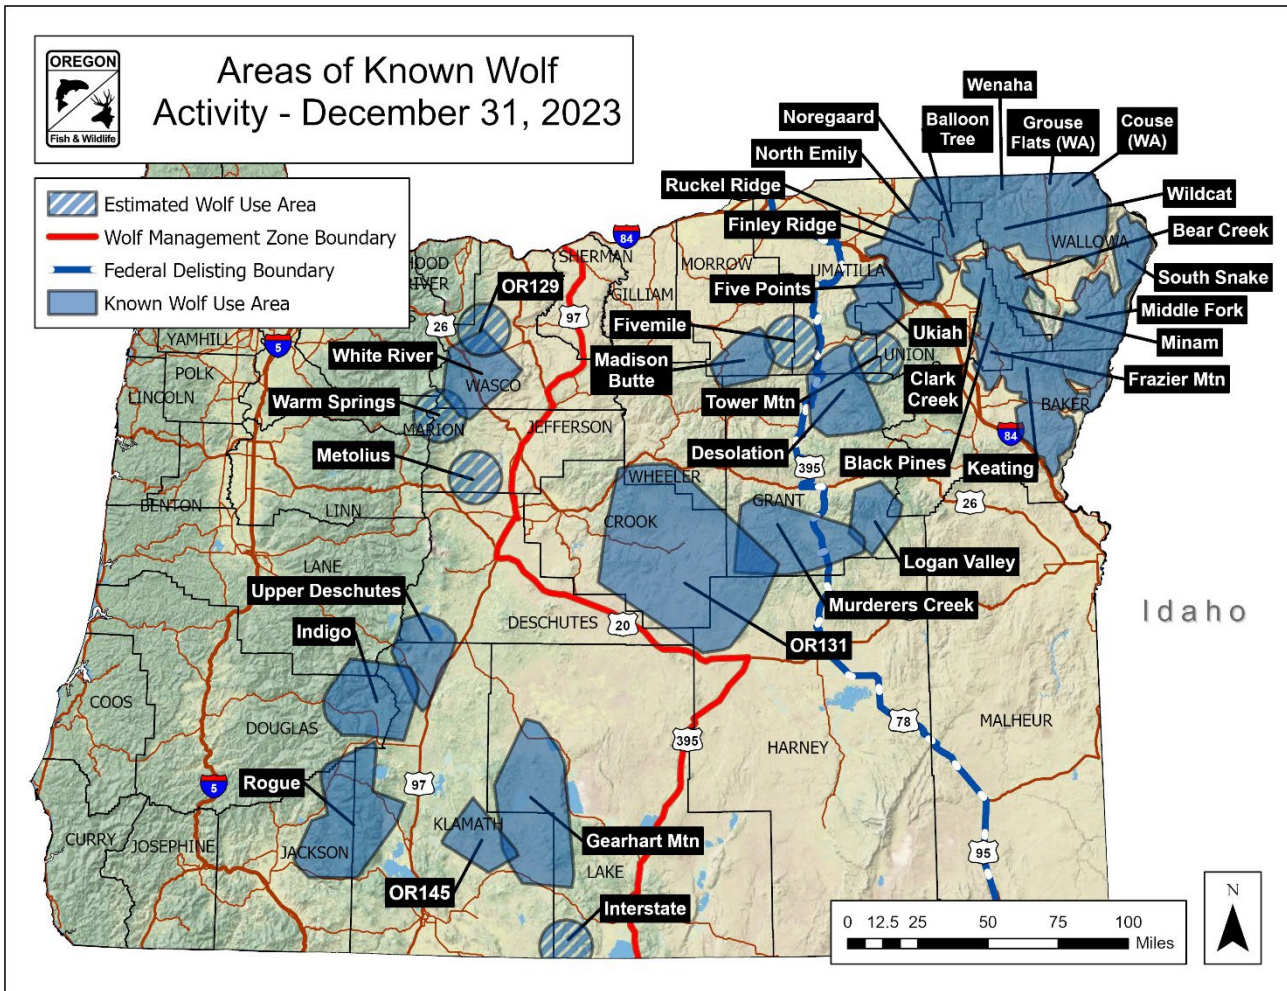 OREGON
Fish & Wildlife
Areas of Known Wolf
Activity - December 31, 2023
Estimated Wolf Use Area
Wolf Management Zone Boundary
Federal Delisting Boundary
Known Wolf Use Area
Wenaha
Noregaard
Balloon
Tree
Grouse
Flats (WA)
Couse
(WA)
North Emily
Ruckel Ridge
Wildcat
Finley Ridge
WALLOWA
Bear Creek
84
SHERMAN
HOOD
RIVER
MORROW
UMATILLA
South Snake
OR129
GILLIAM
Five Points
Middle Fork
97
26
Fivemile
Ukiah
Minam
YAMHILL
5
White River
Madison
Butte
UNION
Clark
Creek
Frazier Mtn
POLK
WASCO
LINCOLN
Warm Springs
Tower Mtn
BAKER
MARION
JEFFERSON
84
Metolius
Desolation
Black Pines
Keating
395
WHEELER
BENTON
LINN
GRANT
26
CROOK
LANE
Logan Valley
Upper Deschutes
Murderers Creek
Idaho
Indigo
DESCHUTES
20
OR131
COOS
DOUGLAS
78
MALHEUR
395
HARNEY
Rogue
5
97
CURRY
JOSEPHINE
JACKSON
KLAMATH
Gearhart Mtn
95
LAKE
OR145
Interstate
N
0 12.5 25 50 75 100
Miles